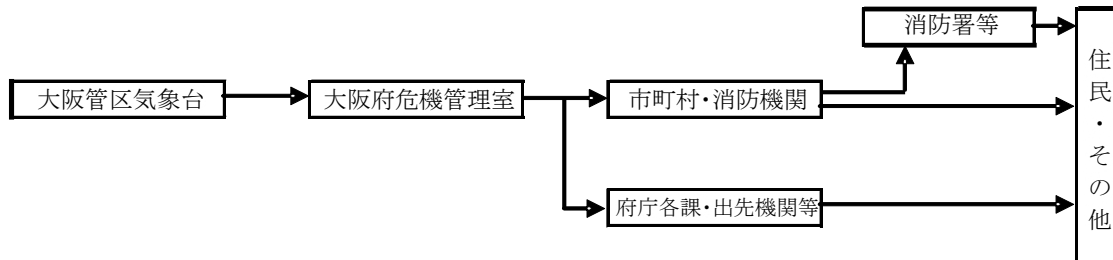 消防署等
大阪管区気象台
大阪府危機管理室
市町村・消防機関
府庁各課・出先機関等
住民・その他